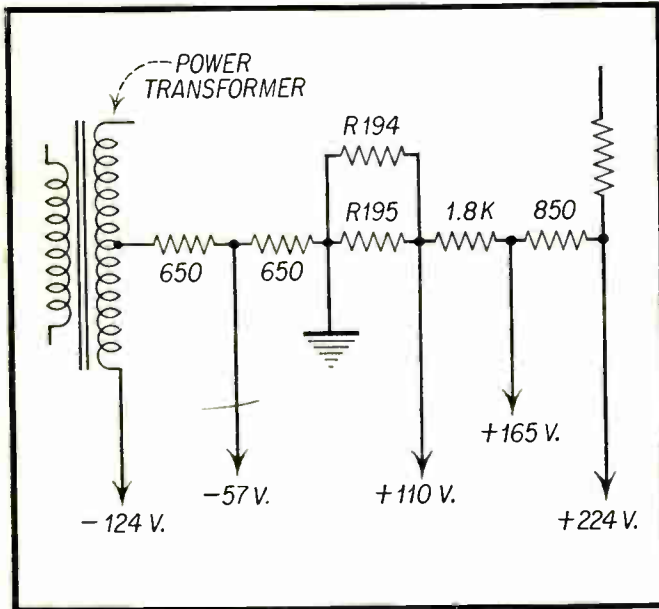 POWER
TRANSFORMER
R194
R195
1.8K
850
650
650
+165 V.
-124 V.
-57 V.
+110 V.
+224 V.